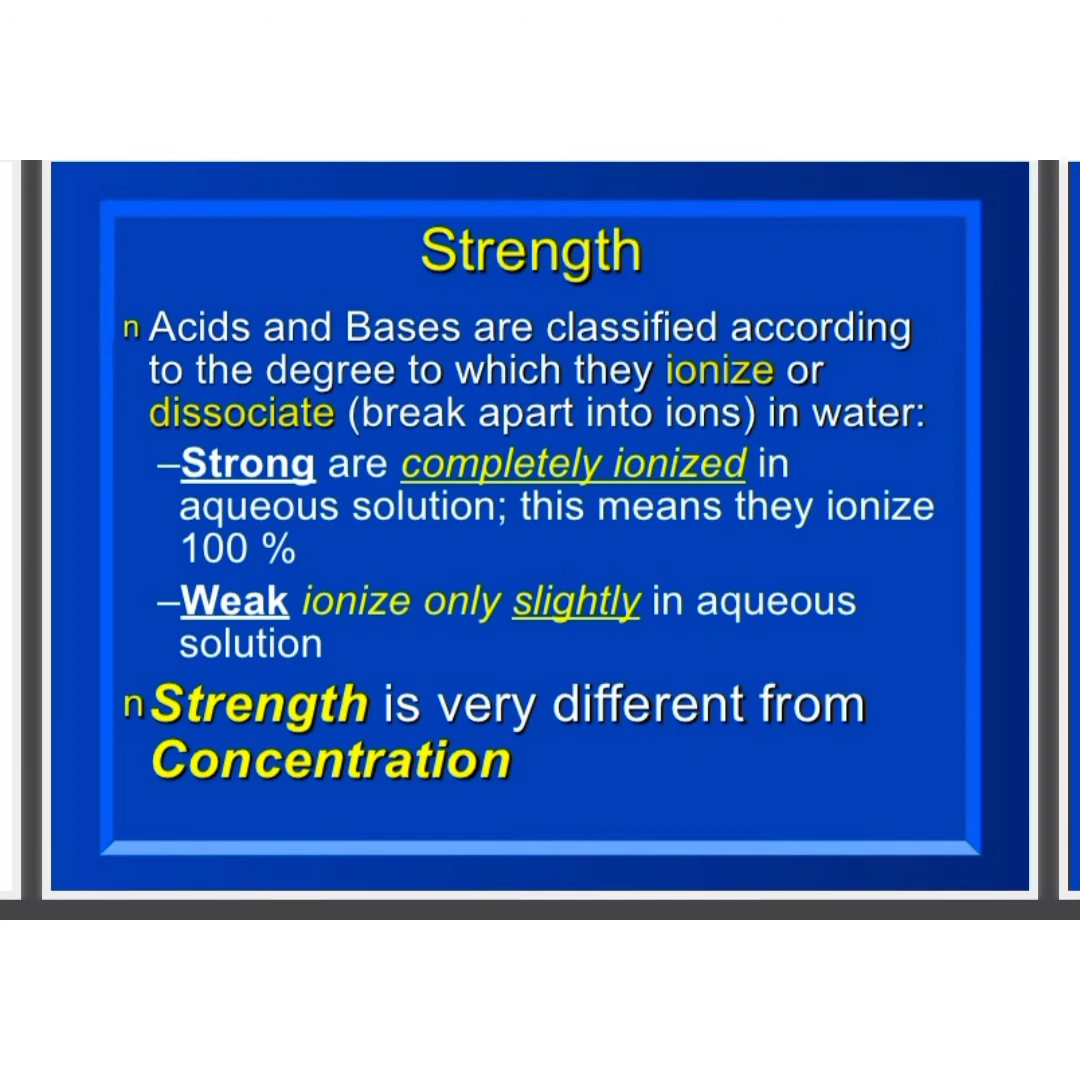 Strength
n Acids and Bases are classified according
to the degree to which they ionize or
dissociate (break apart into ions) in water:
–Strong are completely ionized in
aqueous solution; this means they ionize
100 %
–Weak ionize only slightly in aqueous
solution
n Strength is very different from
Concentration